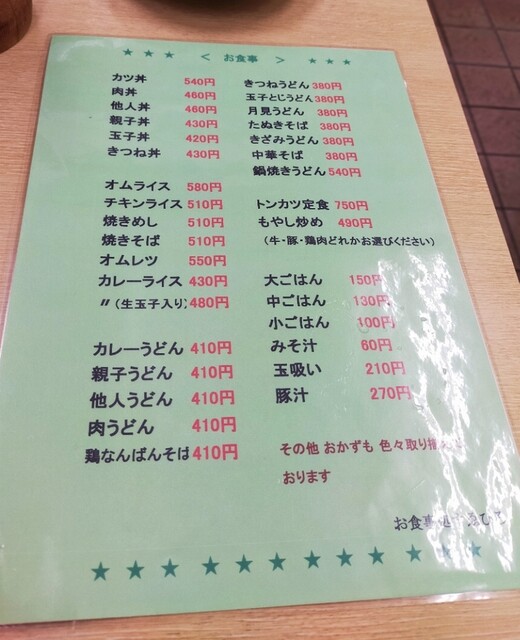 ★ ★ ★ < お食事 > ★ ★ ★
カツ丼 540円
肉丼 460円
他人丼 460円
親子丼 430円
玉子丼 420円
きつね丼 430円
オムライス 580円
チキンライス 510円
焼きめし 510円
焼きそば 510円
オムレツ 550円
カレーライス 430円
〃(生玉子入り) 480円
カレーうどん 410円
親子うどん 410円
他人うどん 410円
肉うどん 410円
鶏なんばんそば 410円
きつねうどん 380円
玉子とじうどん 380円
月見うどん 380円
たぬきそば 380円
きざみうどん 380円
中華そば 380円
鍋焼きうどん 540円
トンカツ定食 750円
もやし炒め 490円
(牛・豚・鶏肉どれかお選びください)
大ごはん 150円
中ごはん 130円
小ごはん 100円
みそ汁 60円
玉吸い 210円
豚汁 270円
その他 おかずも 色々取り揃えて
おります
お食事処
★ ★ ★ ★ ★ ★ ★ ★ ★ ★ ★